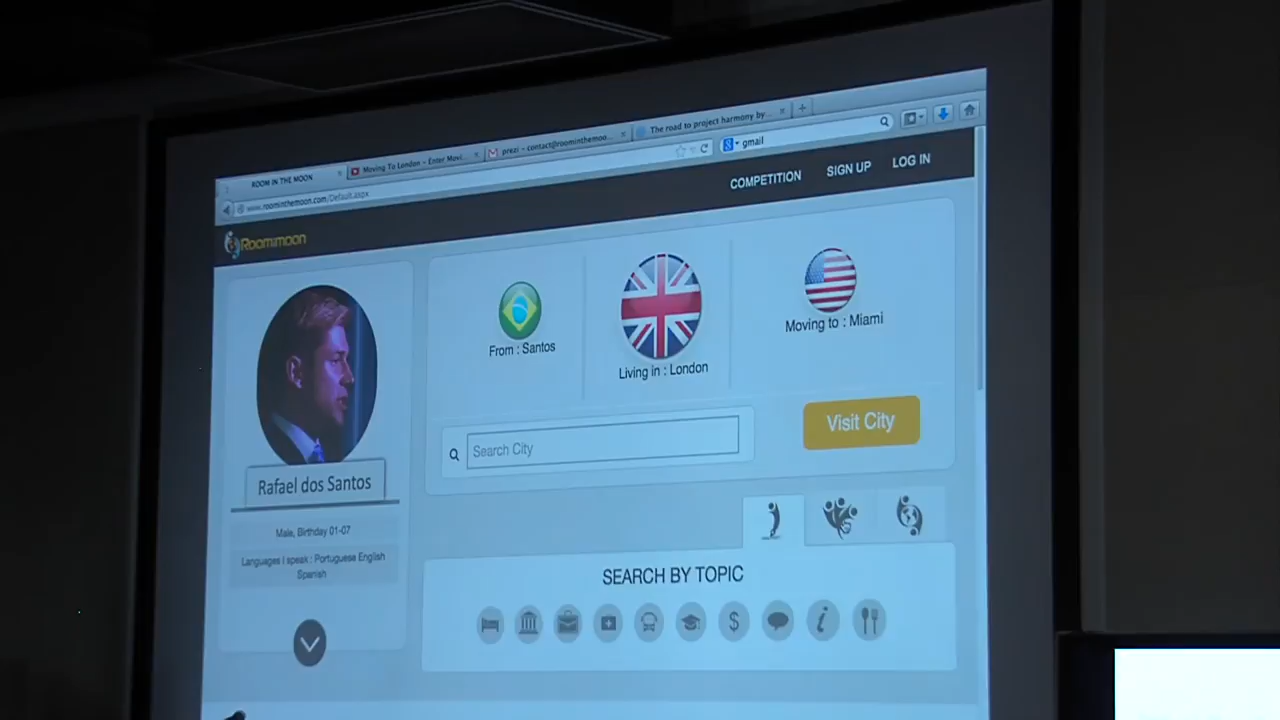 ROOM IN THE MOON
Moving To London - Enter Movi...
prezi - contact@roominthemoo...
The road to project harmony by...
www.roominthemoon.com/Default.aspx
gmail
Roomimoon
COMPETITION
SIGN UP
LOG IN
From : Santos
Living in : London
Moving to : Miami
Search City
Visit City
Rafael dos Santos
Male, Birthday 01-07
Languages i speak : Portuguese English
Spanish
SEARCH BY TOPIC